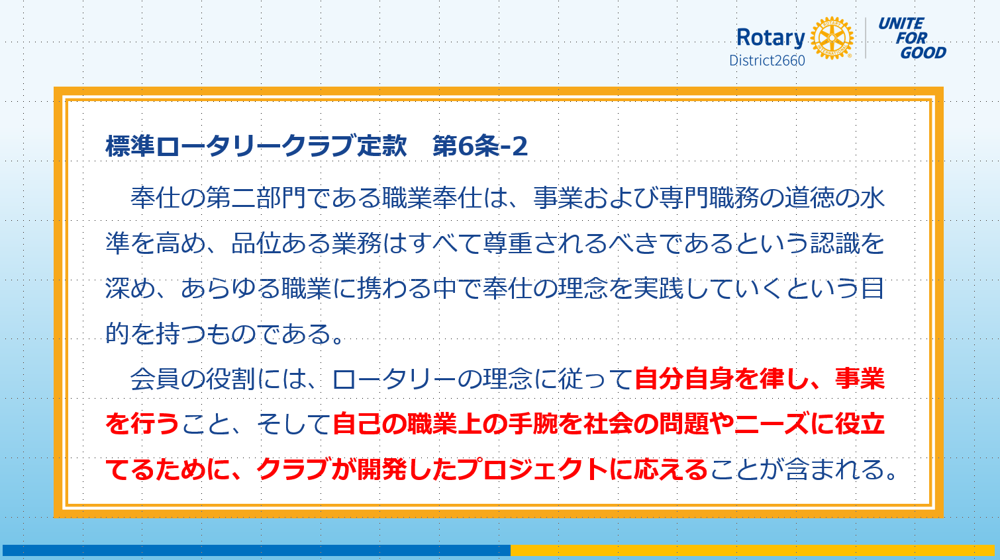 Rotary
District2660
UNITE
FOR
GOOD
標準ロータリークラブ定款　第6条-2
　奉仕の第二部門である職業奉仕は、事業および専門職務の道徳の水
準を高め、品位ある業務はすべて尊重されるべきであるという認識を
深め、あらゆる職業に携わる中で奉仕の理念を実践していくという目
的を持つものである。
　会員の役割には、ロータリーの理念に従って自分自身を律し、事業
を行うこと、そして自己の職業上の手腕を社会の問題やニーズに役立
てるために、クラブが開発したプロジェクトに応えることが含まれる。